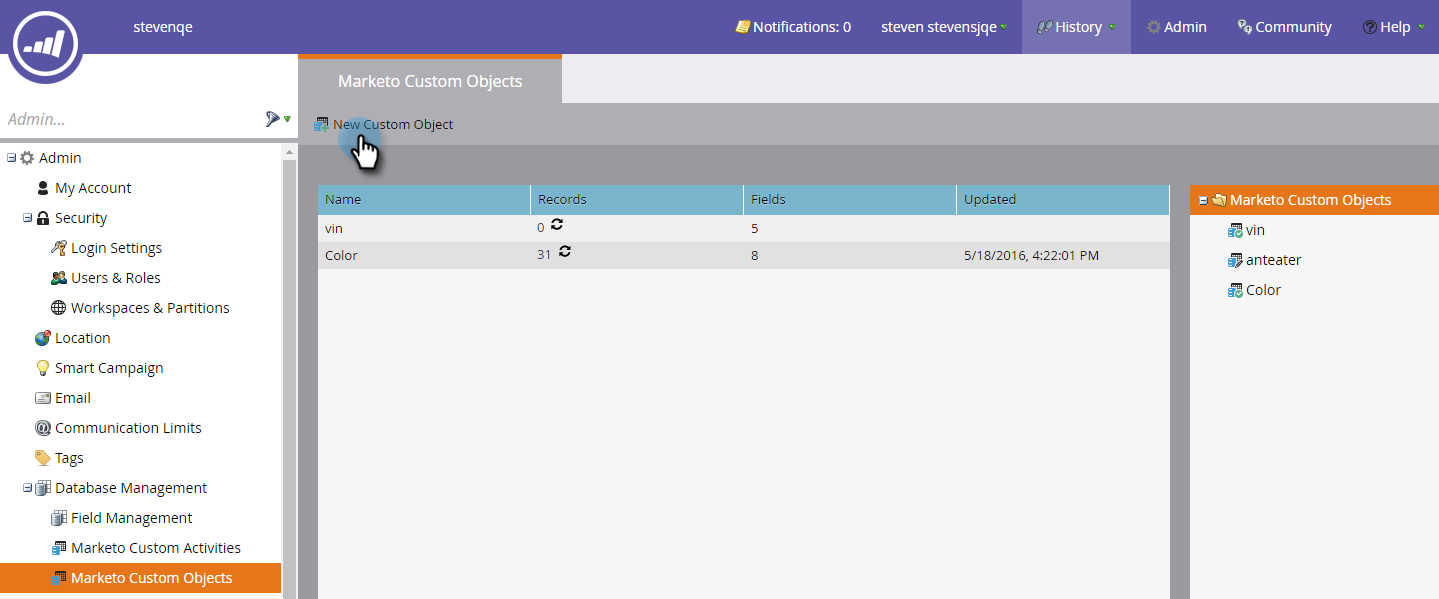 stevenqe
Notifications: 0
steven stevensjqe
History
Admin
Community
Help
Admin...
Marketo Custom Objects
New Custom Object
Admin
My Account
Security
Login Settings
Users & Roles
Workspaces & Partitions
Location
Smart Campaign
Email
Communication Limits
Tags
Database Management
Field Management
Marketo Custom Activities
Marketo Custom Objects
Name Records Fields Updated
vin 0 5
Color 31 8 5/18/2016, 4:22:01 PM
Marketo Custom Objects
vin
anteater
Color